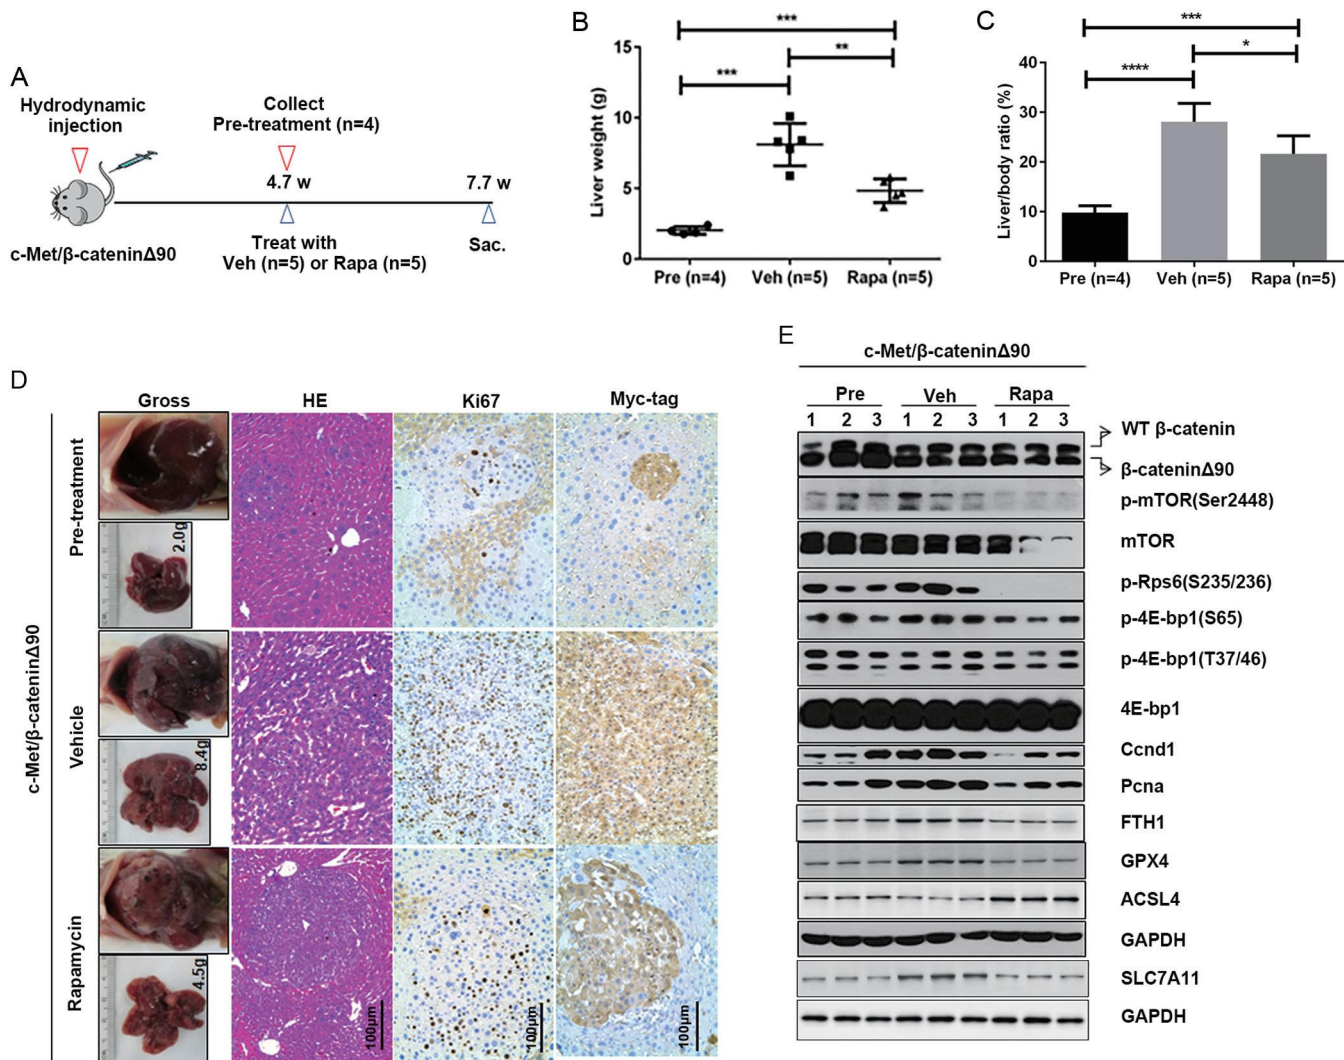 A
Hydrodynamic
injection
Collect
Pre-treatment (n=4)
4.7 w
7.7 w
c-Met/β-cateninΔ90
Treat with
Veh (n=5) or Rapa (n=5)
Sac.
B
***
**
***
15
10
5
0
Liver weight (g)
Pre (n=4)
Veh (n=5)
Rapa (n=5)
C
***
*
****
40
30
20
10
0
Liver/body ratio (%)
Pre (n=4)
Veh (n=5)
Rapa (n=5)
D
Gross
HE
Ki67
Myc-tag
c-Met/β-cateninΔ90
Pre-treatment
2.0g
Vehicle
8.4g
Rapamycin
4.5g
100μm
100μm
100μm
E
c-Met/β-cateninΔ90
Pre
Veh
Rapa
1 2 3 1 2 3 1 2 3
WT β-catenin
β-cateninΔ90
p-mTOR(Ser2448)
mTOR
p-Rps6(S235/236)
p-4E-bp1(S65)
p-4E-bp1(T37/46)
4E-bp1
Ccnd1
Pcna
FTH1
GPX4
ACSL4
GAPDH
SLC7A11
GAPDH